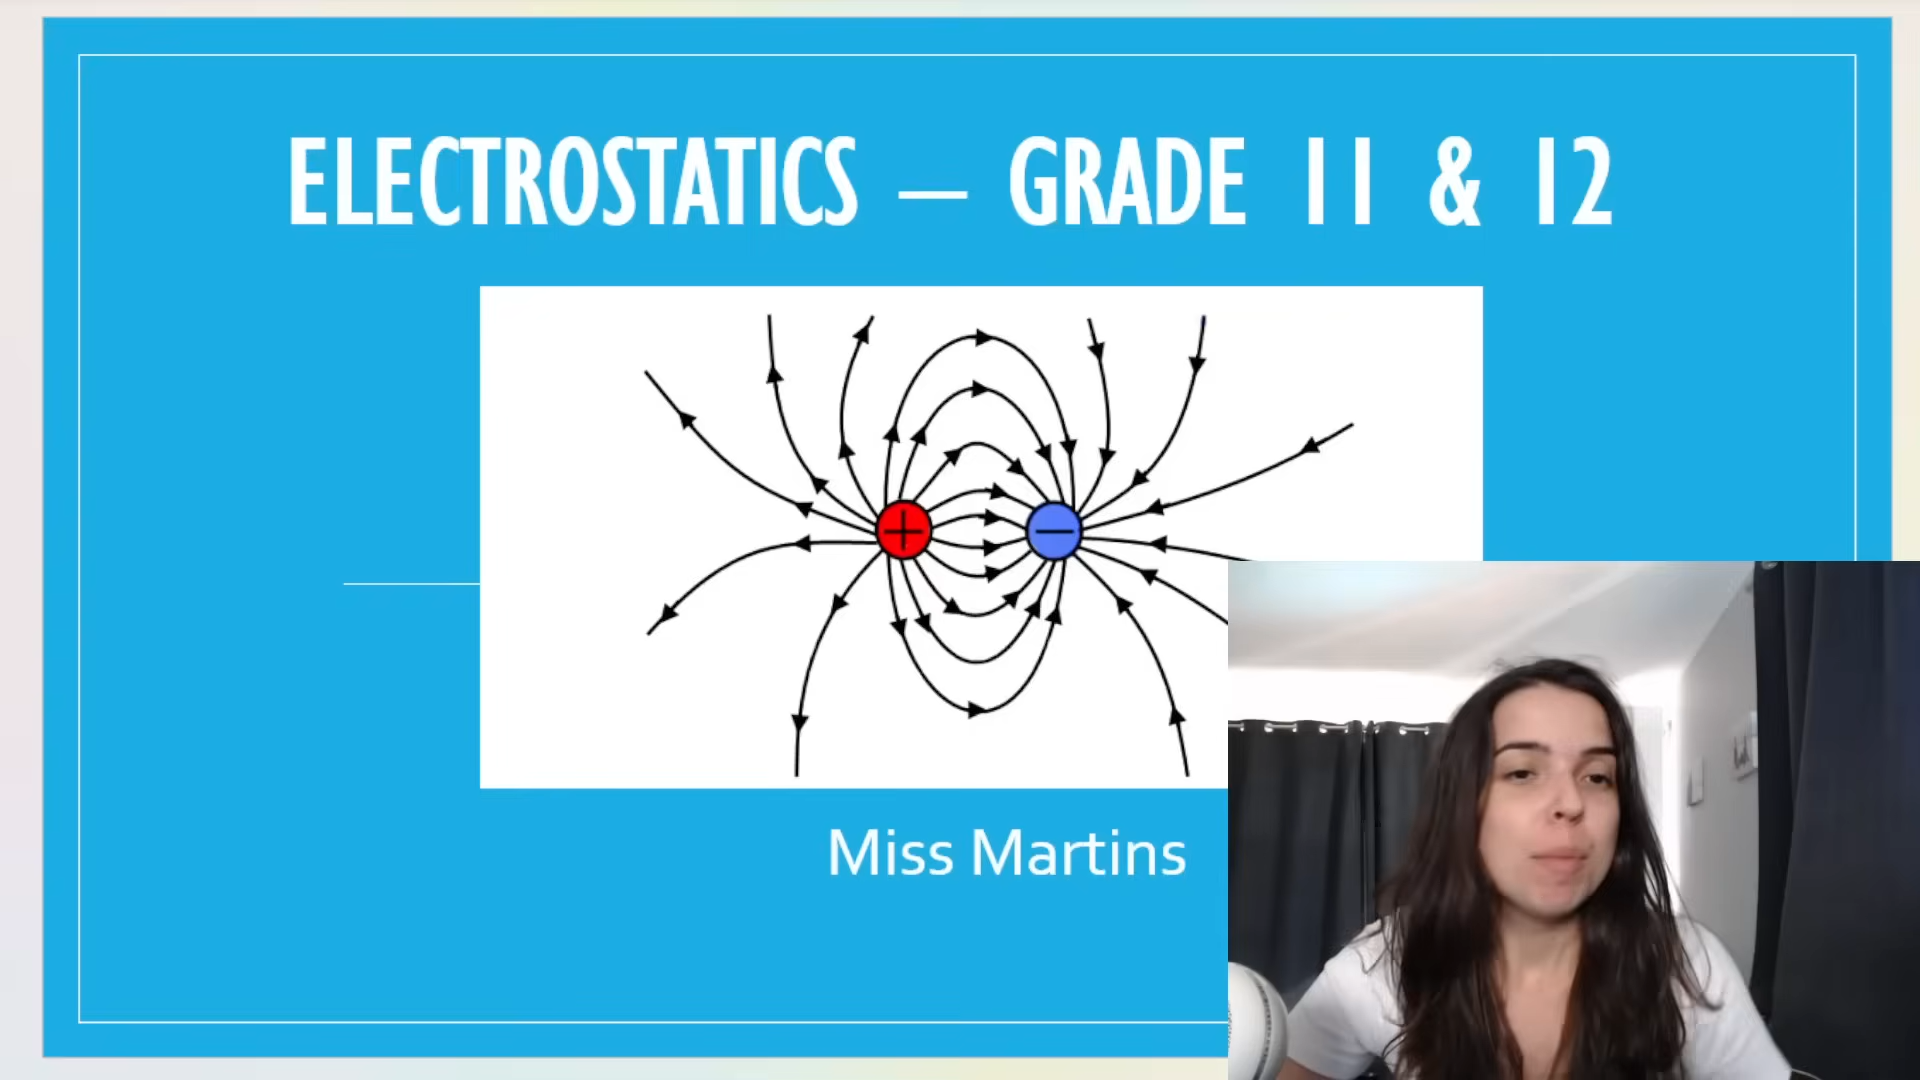 ELECTROSTATICS – GRADE 11 & 12
+ −
Miss Martins